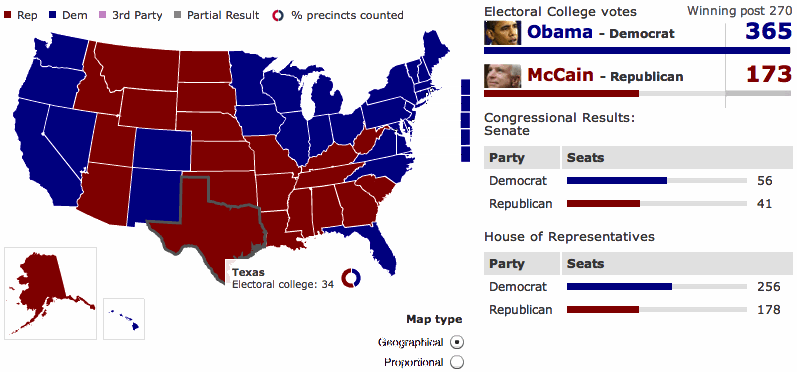 Rep Dem 3rd Party Partial Result % precincts counted
Texas
Electoral college: 34
Map type
Geographical
Proportional
Electoral College votes Winning post 270
Obama - Democrat 365
McCain - Republican 173
Congressional Results:
Senate
Party Seats
Democrat 56
Republican 41
House of Representatives
Party Seats
Democrat 256
Republican 178